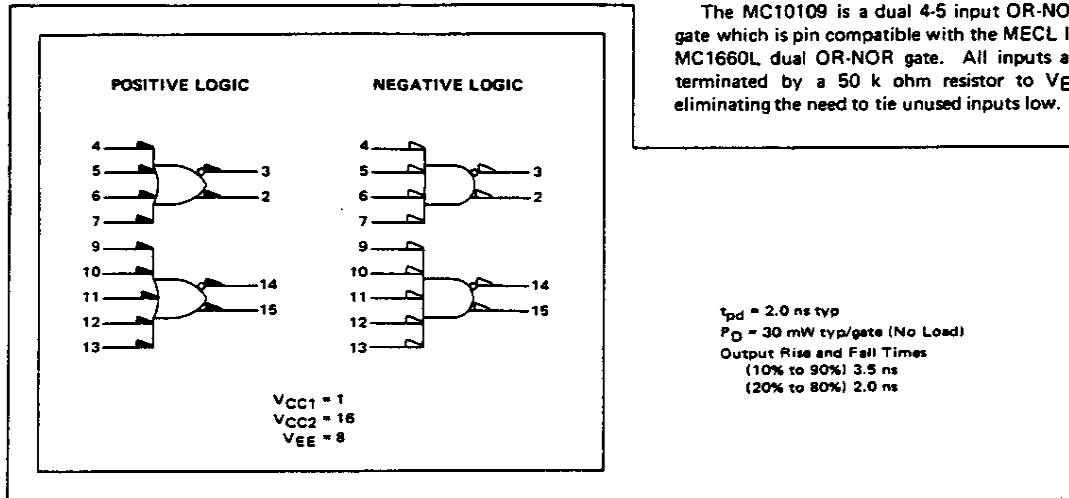 The MC10109 is a dual 4-5 input OR-NO
gate which is pin compatible with the MECL I
MC1660L dual OR-NOR gate. All inputs a
terminated by a 50 k ohm resistor to VE
eliminating the need to tie unused inputs low.
POSITIVE LOGIC
NEGATIVE LOGIC
4
5
6
7
3
2
9
10
11
12
13
14
15
4
5
6
7
3
2
9
10
11
12
13
14
15
VCC1 = 1
VCC2 = 16
VEE = 8
tpd = 2.0 ns typ
PD = 30 mW typ/gate (No Load)
Output Rise and Fall Times
(10% to 90%) 3.5 ns
(20% to 80%) 2.0 ns